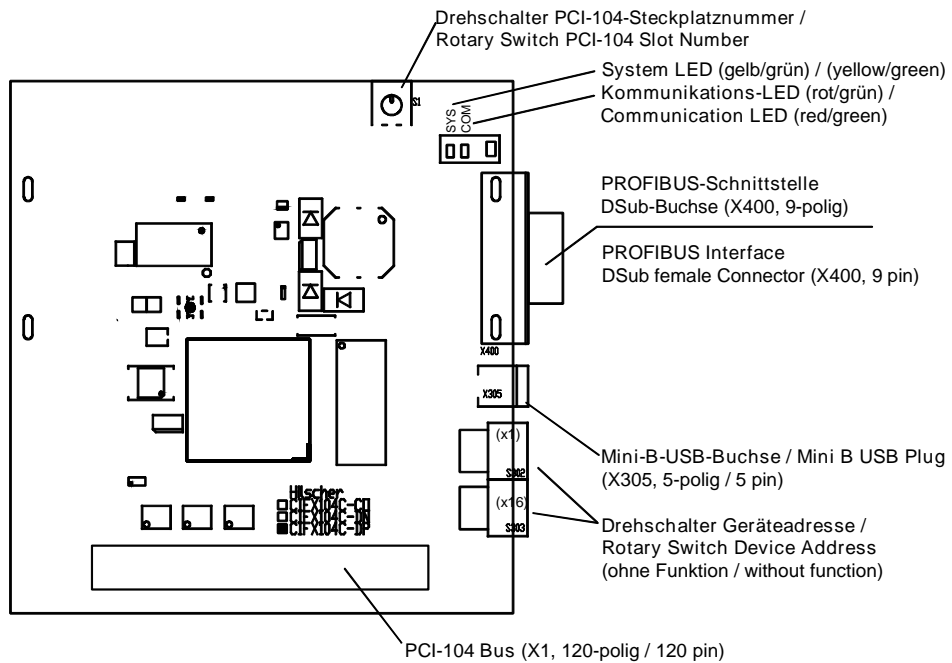 Drehschalter PCI-104-Steckplatznummer /
Rotary Switch PCI-104 Slot Number
System LED (gelb/grün) / (yellow/green)
Kommunikations-LED (rot/grün) /
Communication LED (red/green)
S1
SYS
COM
PROFIBUS-Schnittstelle
DSub-Buchse (X400, 9-polig)
PROFIBUS Interface
DSub female Connector (X400, 9 pin)
X400
X305
(x1)
Mini-B-USB-Buchse / Mini B USB Plug
(X305, 5-polig / 5 pin)
S302
(x16)
S303
Drehschalter Geräteadresse /
Rotary Switch Device Address
(ohne Funktion / without function)
Hilscher
CIFX104C-CO
CIFX104C-DN
CIFX104C-DP
PCI-104 Bus (X1, 120-polig / 120 pin)